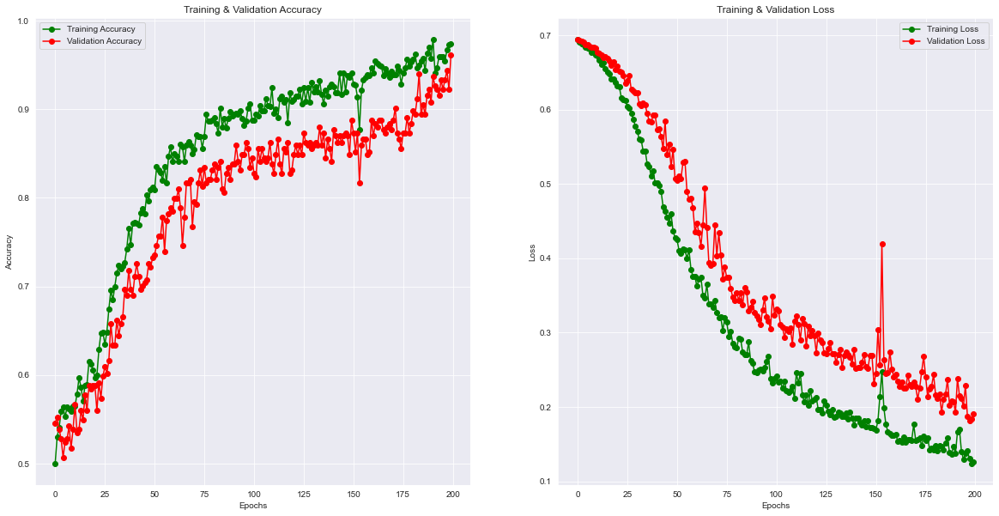 Training & Validation Accuracy
Training Accuracy
Validation Accuracy
1.0
0.9
0.8
0.7
0.6
0.5
Accuracy
0 25 50 75 100 125 150 175 200
Epochs
Training & Validation Loss
Training Loss
Validation Loss
0.7
0.6
0.5
0.4
0.3
0.2
0.1
Loss
0 25 50 75 100 125 150 175 200
Epochs